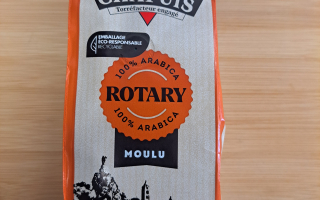 Torréfacteur engagé
EMBALLAGE
ECO-RESPONSABLE
RECYCLABLE
100% ARABICA
ROTARY
100% ARABICA
MOULU